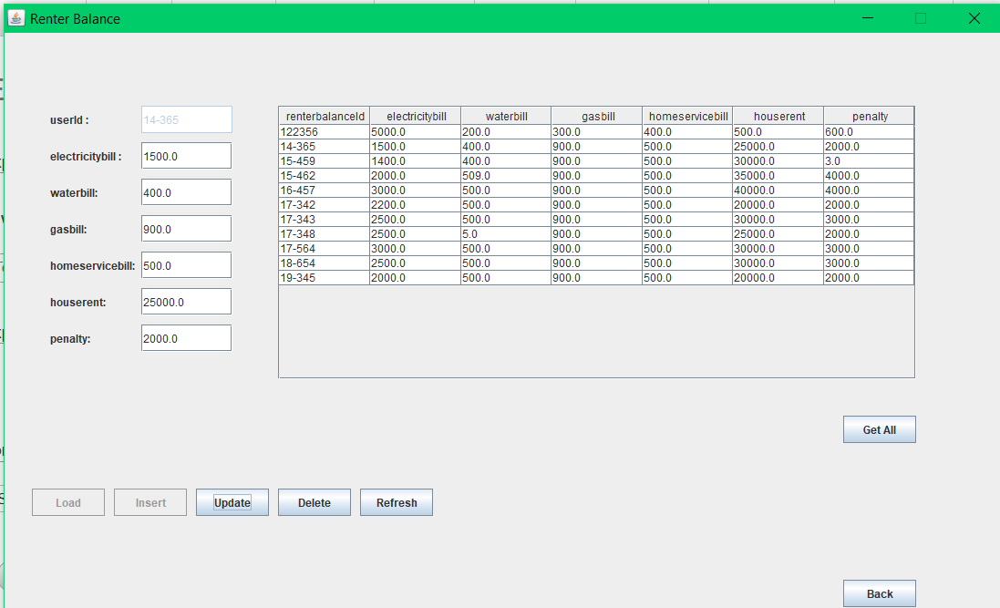 Renter Balance
userId : 14-365
electricitybill : 1500.0
waterbill: 400.0
gasbill: 900.0
homeservicebill: 500.0
houserent: 25000.0
penalty: 2000.0
renterbalanceId electricitybill waterbill gasbill homeservicebill houserent penalty
122356 5000.0 200.0 300.0 400.0 500.0 600.0
14-365 1500.0 400.0 900.0 500.0 25000.0 2000.0
15-459 1400.0 400.0 900.0 500.0 30000.0 3.0
15-462 2000.0 509.0 900.0 500.0 35000.0 4000.0
16-457 3000.0 500.0 900.0 500.0 40000.0 4000.0
17-342 2200.0 500.0 900.0 500.0 20000.0 2000.0
17-343 2500.0 500.0 900.0 500.0 30000.0 3000.0
17-348 2500.0 5.0 900.0 500.0 25000.0 2000.0
17-564 3000.0 500.0 900.0 500.0 30000.0 3000.0
18-654 2500.0 500.0 900.0 500.0 30000.0 3000.0
19-345 2000.0 500.0 900.0 500.0 20000.0 2000.0
Get All
Load Insert Update Delete Refresh
Back